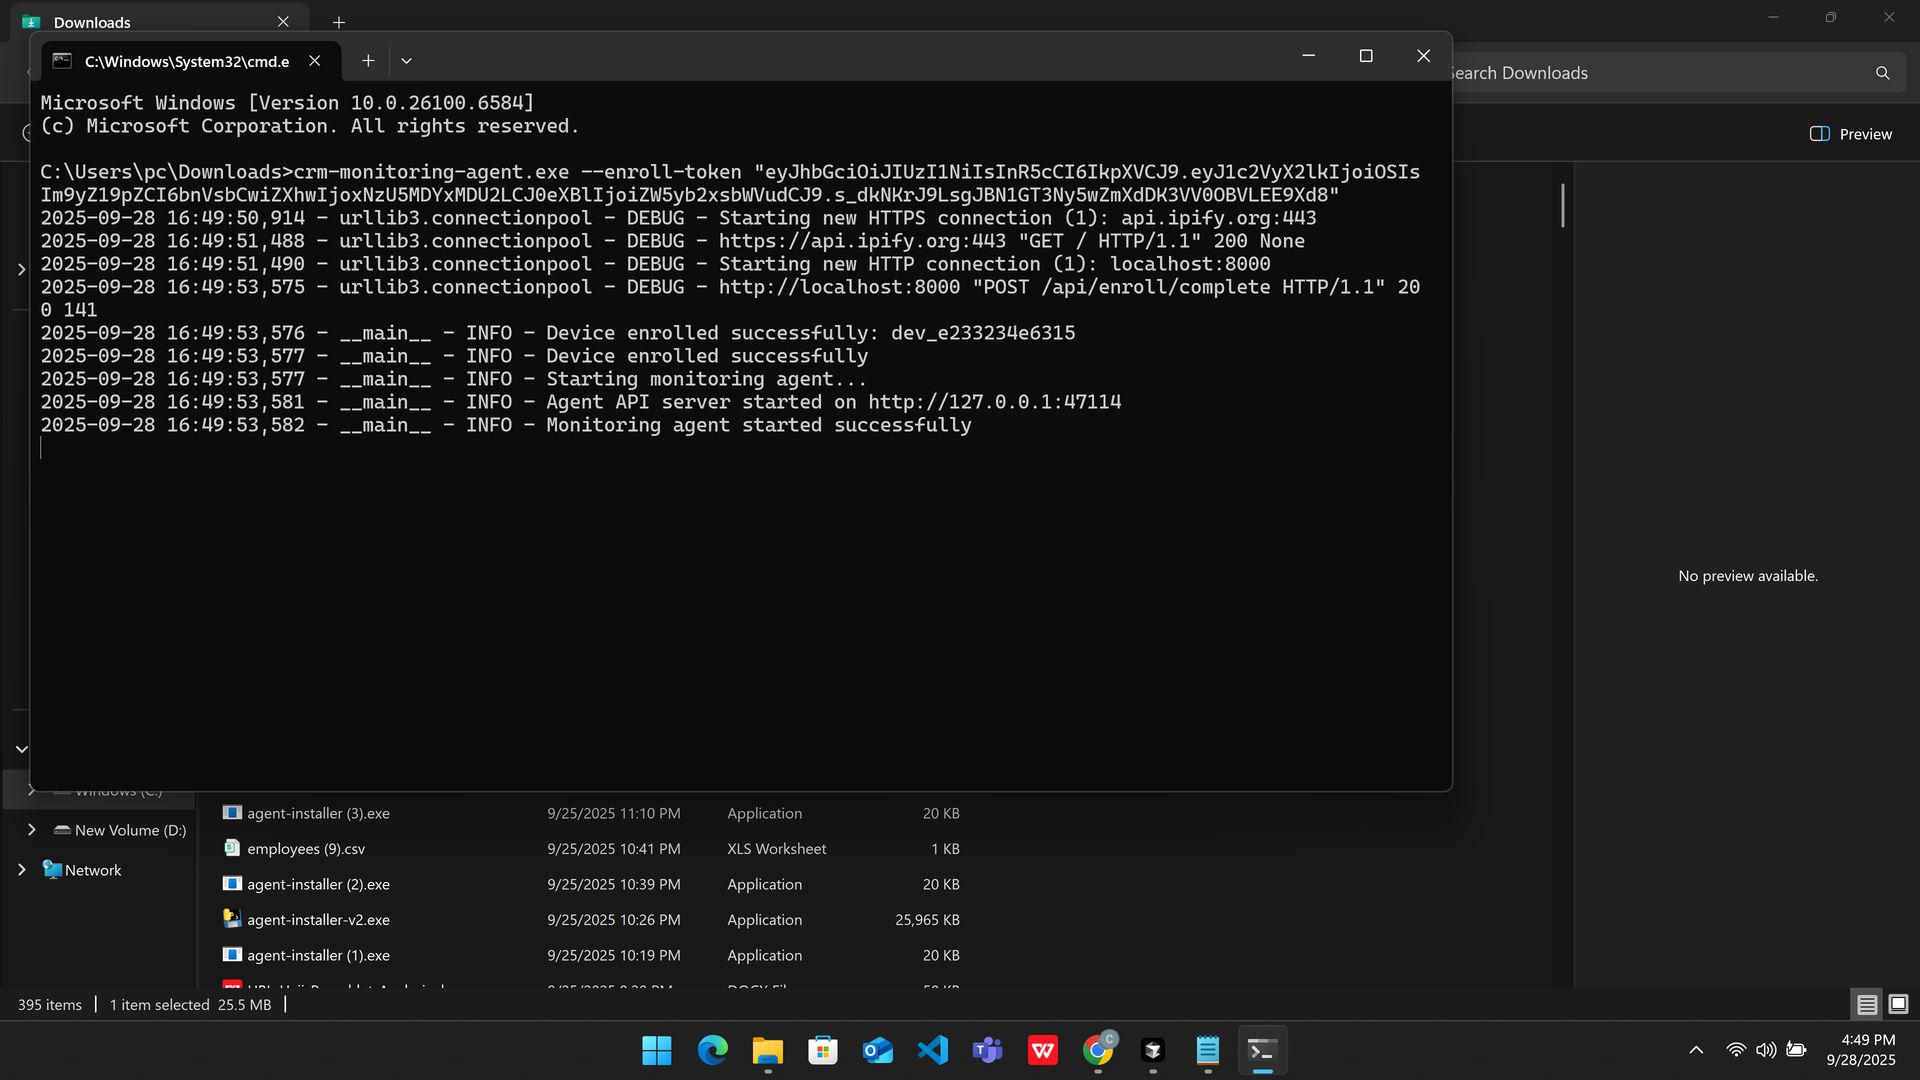 Downloads
C:\Windows\System32\cmd.e
Search Downloads
Preview
Microsoft Windows [Version 10.0.26100.6584]
(c) Microsoft Corporation. All rights reserved.
C:\Users\pc\Downloads>crm-monitoring-agent.exe --enroll-token "eyJhbGciOiJIUzI1NiIsInR5cCI6IkpXVCJ9.eyJ1c2VyX2lkIjoiOSIs
Im9yZ19pZCI6bnVsbCwiZXhwIjoxNzU5MDYxMDU2LCJ0eXBlIjoiZW5yb2xsbWVudCJ9.s_dkNKrJ9LsgJBN1GT3Ny5wZmXdDK3VV0OBVLEE9Xd8"
2025-09-28 16:49:50,914 - urllib3.connectionpool - DEBUG - Starting new HTTPS connection (1): api.ipify.org:443
2025-09-28 16:49:51,488 - urllib3.connectionpool - DEBUG - https://api.ipify.org:443 "GET / HTTP/1.1" 200 None
2025-09-28 16:49:51,490 - urllib3.connectionpool - DEBUG - Starting new HTTP connection (1): localhost:8000
2025-09-28 16:49:53,575 - urllib3.connectionpool - DEBUG - http://localhost:8000 "POST /api/enroll/complete HTTP/1.1" 20
0 141
2025-09-28 16:49:53,576 - __main__ - INFO - Device enrolled successfully: dev_e233234e6315
2025-09-28 16:49:53,577 - __main__ - INFO - Device enrolled successfully
2025-09-28 16:49:53,577 - __main__ - INFO - Starting monitoring agent...
2025-09-28 16:49:53,581 - __main__ - INFO - Agent API server started on http://127.0.0.1:47114
2025-09-28 16:49:53,582 - __main__ - INFO - Monitoring agent started successfully
No preview available.
Windows (C:)
agent-installer (3).exe 9/25/2025 11:10 PM Application 20 KB
New Volume (D:)
employees (9).csv 9/25/2025 10:41 PM XLS Worksheet 1 KB
Network
agent-installer (2).exe 9/25/2025 10:39 PM Application 20 KB
agent-installer-v2.exe 9/25/2025 10:26 PM Application 25,965 KB
agent-installer (1).exe 9/25/2025 10:19 PM Application 20 KB
395 items
1 item selected 25.5 MB
4:49 PM
9/28/2025